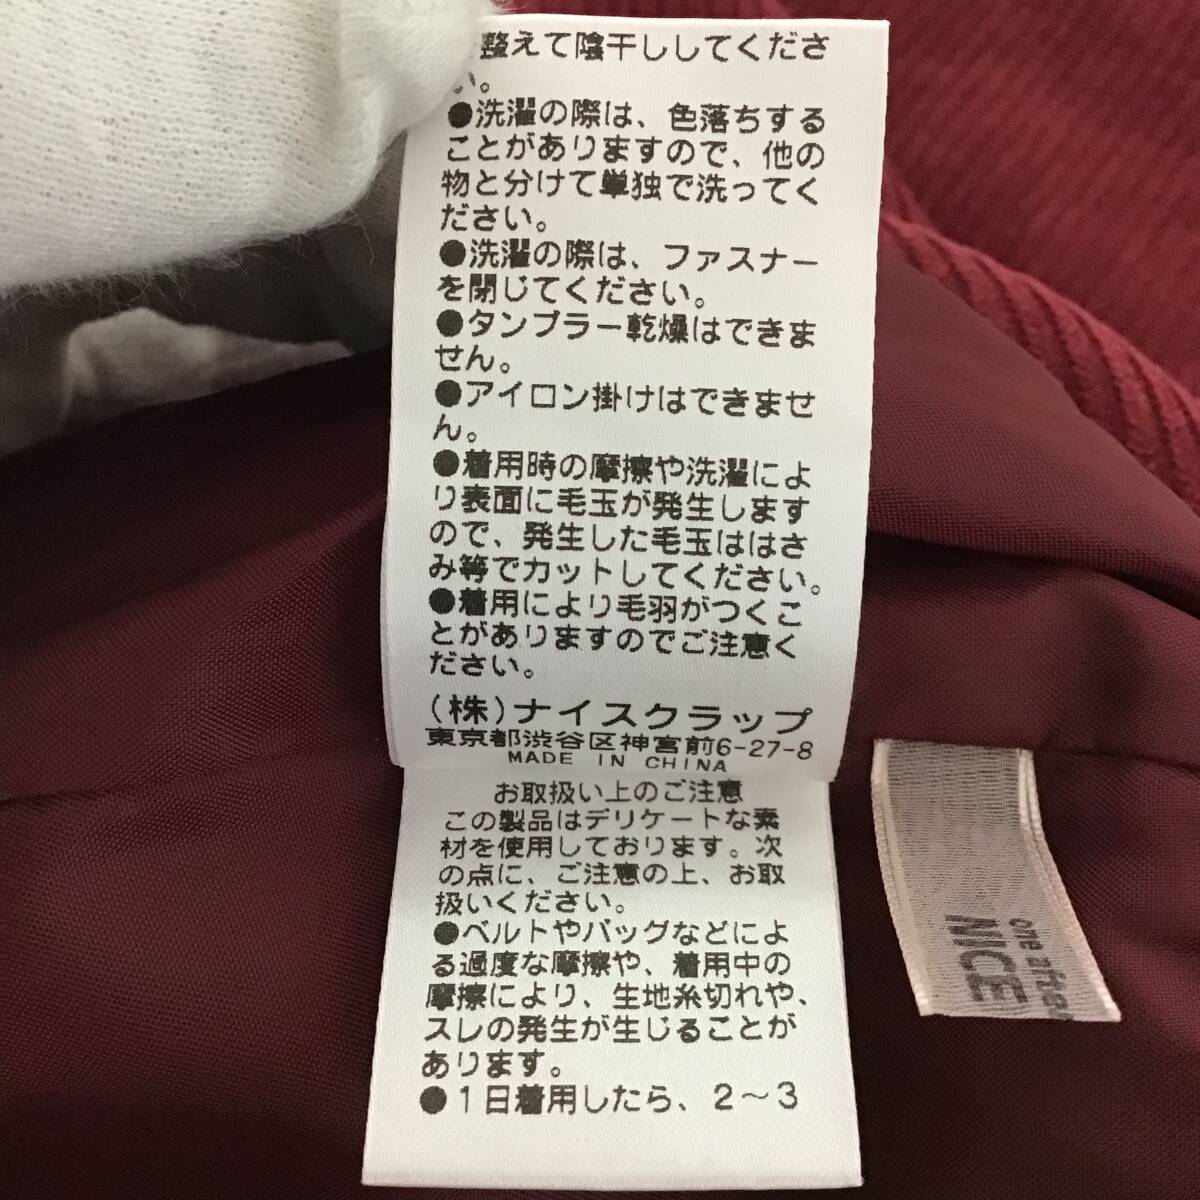 整えて陰干ししてくださ
い。
●洗濯の際は、色落ちする
ことがありますので、他の
物と分けて単独で洗ってく
ださい。
●洗濯の際は、ファスナー
を閉じてください。
●タンブラー乾燥はできま
せん。
●アイロン掛けはできませ
ん。
●着用時の摩擦や洗濯によ
り表面に毛玉が発生します
ので、発生した毛玉ははさ
み等でカットしてください。
●着用により毛羽がつくこ
とがありますのでご注意く
ださい。
(株)ナイスクラップ
東京都渋谷区神宮前6-27-8
MADE IN CHINA
お取扱い上のご注意
この製品はデリケートな素
材を使用しております。次
の点に、ご注意の上、お取
扱いください。
●ベルトやバッグなどによ
る過度な摩擦や、着用中の
摩擦により、生地糸切れや、
スレの発生が生じることが
あります。
●1日着用したら、2～3
one
NICE